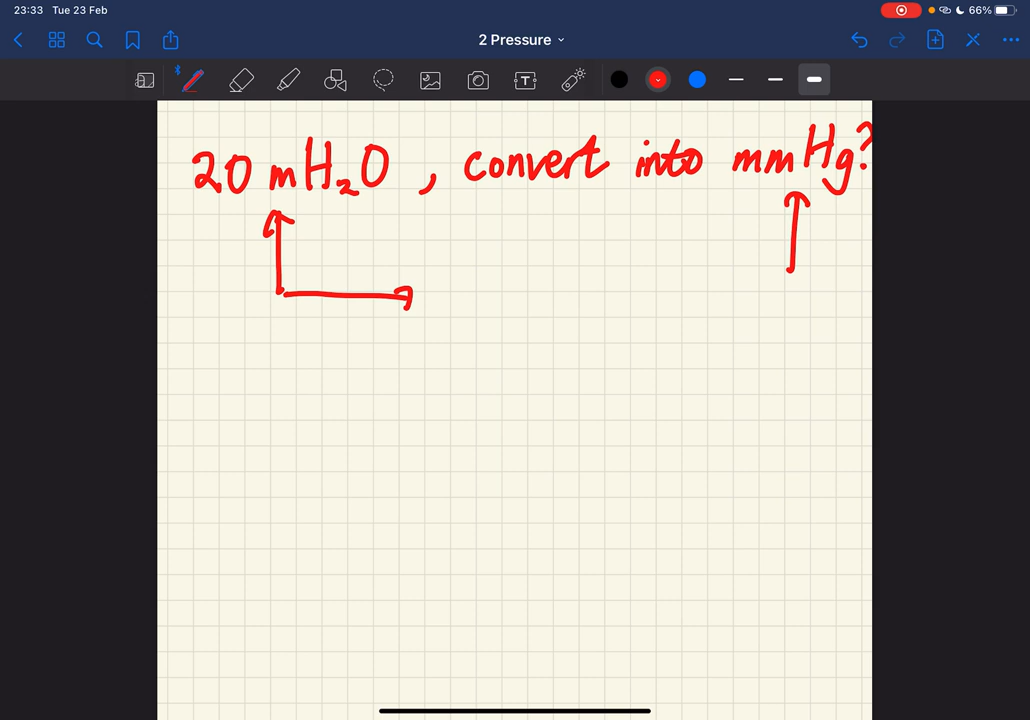 23:33 Tue 23 Feb 66%
2 Pressure
T
20 mH₂O , convert into mmHg?